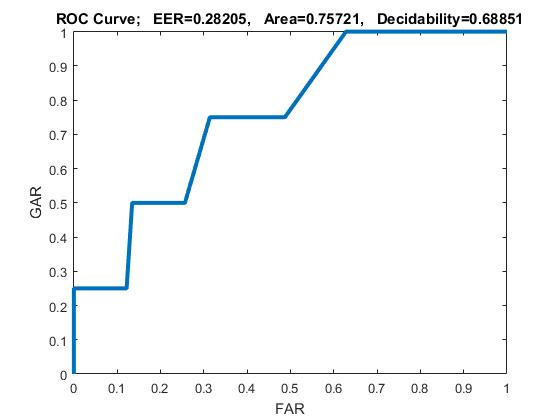 ROC Curve;   EER=0.28205,   Area=0.75721,   Decidability=0.68851
1
0.9
0.8
0.7
0.6
0.5
0.4
0.3
0.2
0.1
0
GAR
0 0.1 0.2 0.3 0.4 0.5 0.6 0.7 0.8 0.9 1
FAR